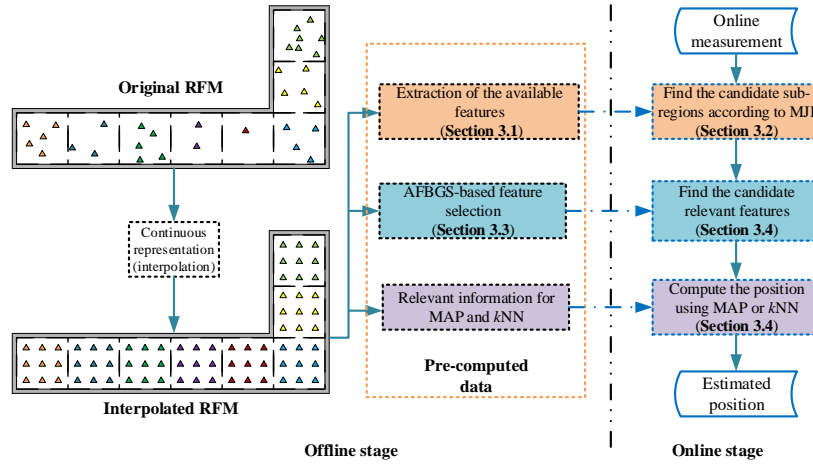 Original RFM
Continuous
representation
(interpolation)
Interpolated RFM
Extraction of the available
features
(Section 3.1)
AFBGS-based feature
selection
(Section 3.3)
Relevant information for
MAP and kNN
Pre-computed
data
Offline stage
Online
measurement
Find the candidate sub-
regions according to MJI
(Section 3.2)
Find the candidate
relevant features
(Section 3.4)
Compute the position
using MAP or kNN
(Section 3.4)
Estimated
position
Online stage